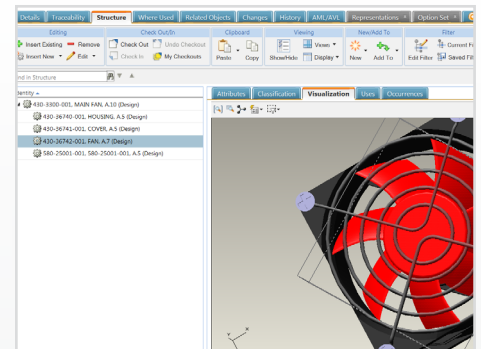 Details Traceability Structure Where Used Related Objects Changes History AML/AVL Representations Option Set
Editing Check Out/In Clipboard Viewing New/Add To Filter
Insert Existing Remove Check Out Undo Checkout Views Current Fi
Insert New Edit Check In My Checkouts Paste Copy Show/Hide Display New Add To Edit Filter Saved Fil
nd in Structure
entity
430-3300-001, MAIN FAN, A.10 (Design)
430-36740-001, HOUSING, A.5 (Design)
430-36741-001, COVER, A.5 (Design)
430-36742-001, FAN, A.7 (Design)
580-25001-001, 580-25001-001, A.5 (Design)
Attributes Classification Visualization Uses Occurrences
Y X